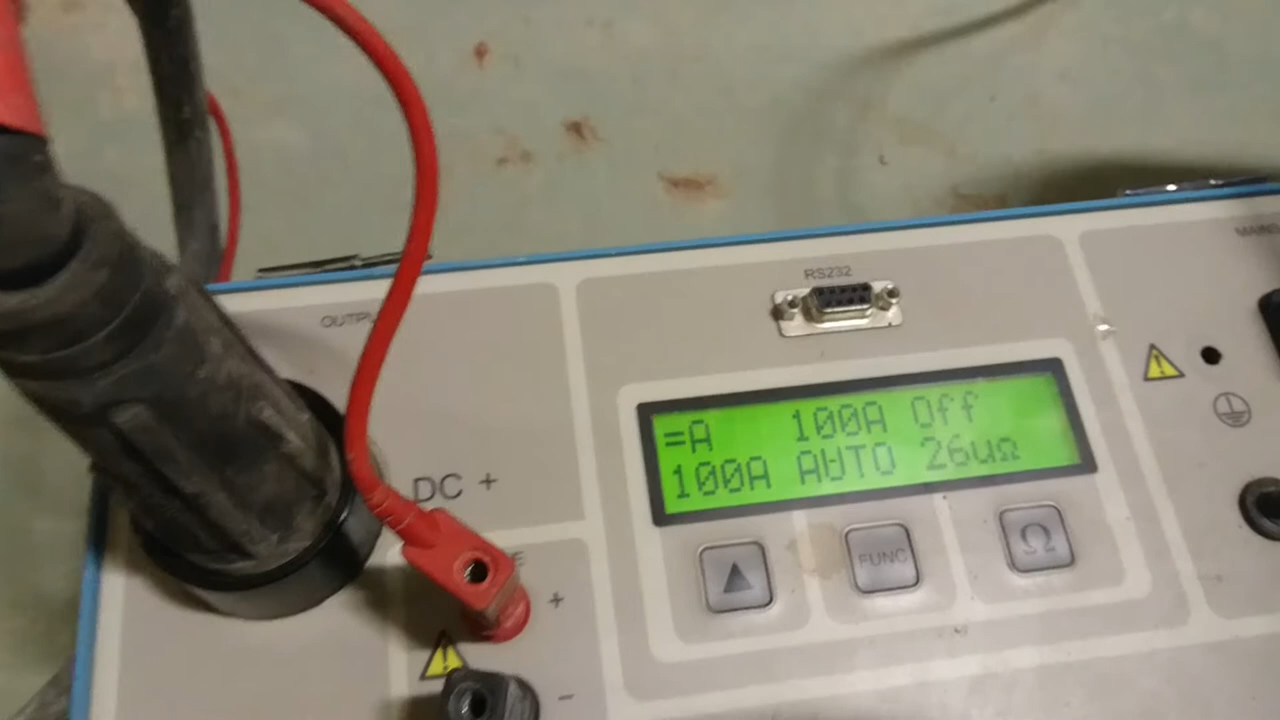 RS232
=A 100A Off
100A AUTO 26uΩ
DC +
FUNC
Ω
+
-